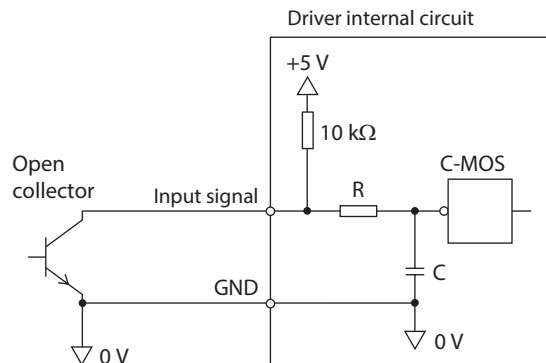 Driver internal circuit
+5 V
10 kΩ
Open
collector
C-MOS
Input signal
R
GND
C
0 V
0 V